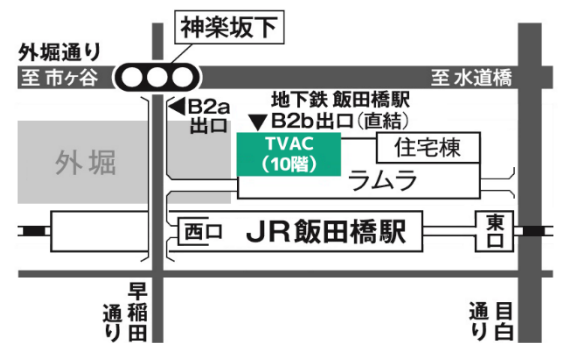 神楽坂下
外堀通り
至市ヶ谷
至水道橋
◀B2a
出口
地下鉄 飯田橋駅
▼B2b出口(直結)
TVAC
(10階)
住宅棟
外堀
ラムラ
西口
JR飯田橋駅
東口
早稲田通り
目白通り